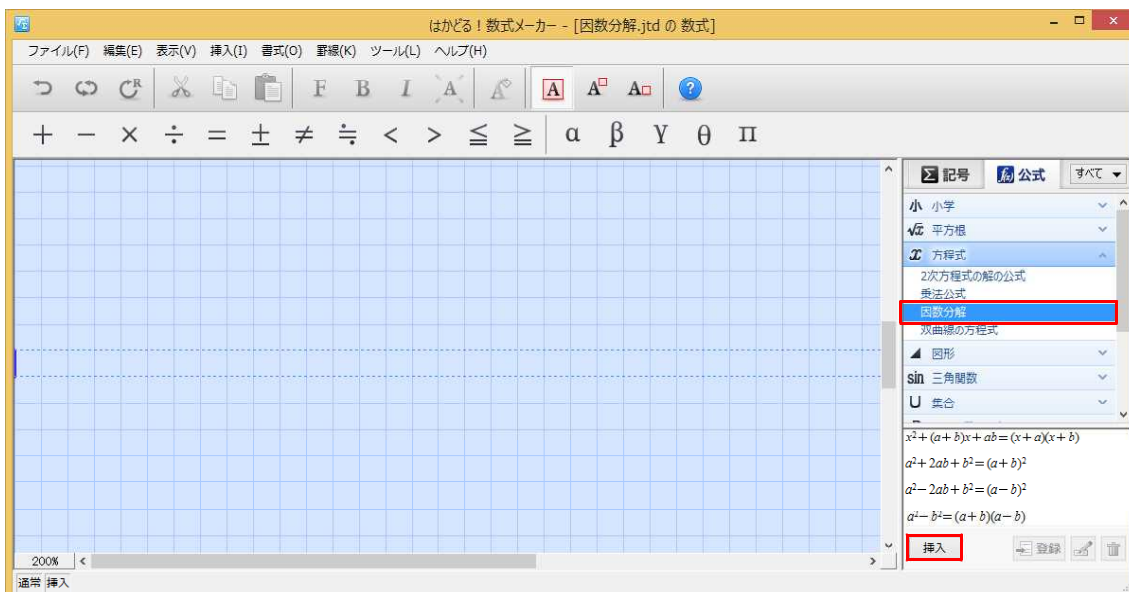 はかどる！数式メーカー - [因数分解.jtd の 数式]
ファイル(F) 編集(E) 表示(V) 挿入(I) 書式(O) 罫線(K) ツール(L) ヘルプ(H)
C^R F B I A A A A
＋ － × ÷ ＝ ± ≠ ≒ ＜ ＞ ≦ ≧ α β γ θ π
記号 公式 すべて
小 小学
√x 平方根
x 方程式
2次方程式の解の公式
乗法公式
因数分解
双曲線の方程式
図形
sin 三角関数
∪ 集合
x²+(a+b)x+ab=(x+a)(x+b)
a²+2ab+b²=(a+b)²
a²−2ab+b²=(a−b)²
a²−b²=(a+b)(a−b)
挿入 登録
200%
通常 挿入